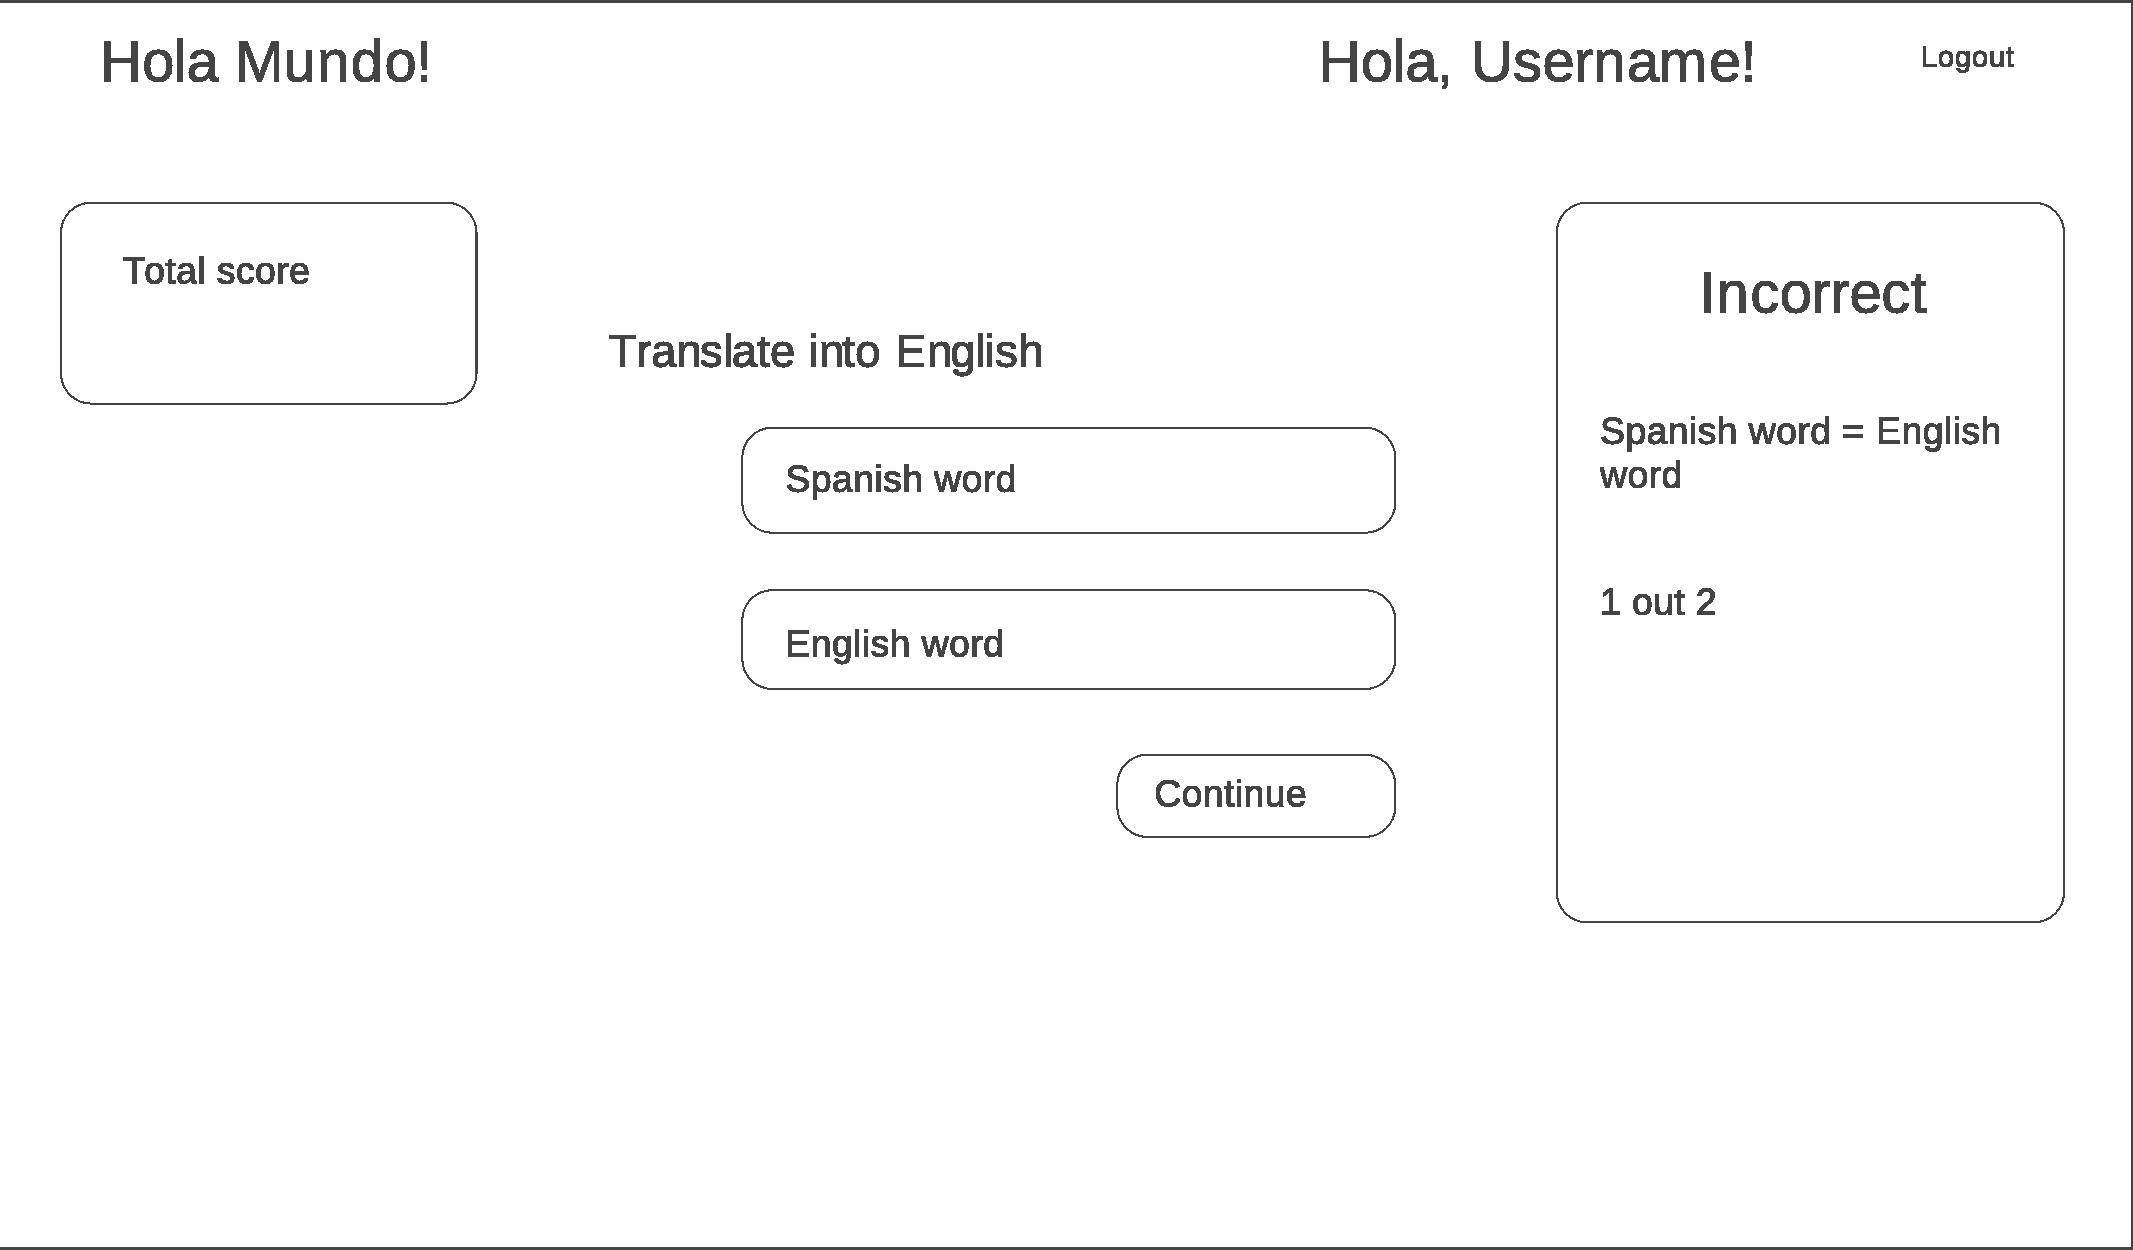 Hola Mundo!
Hola, Username!
Logout
Total score
Translate into English
Spanish word
English word
Continue
Incorrect
Spanish word = English
word
1 out 2